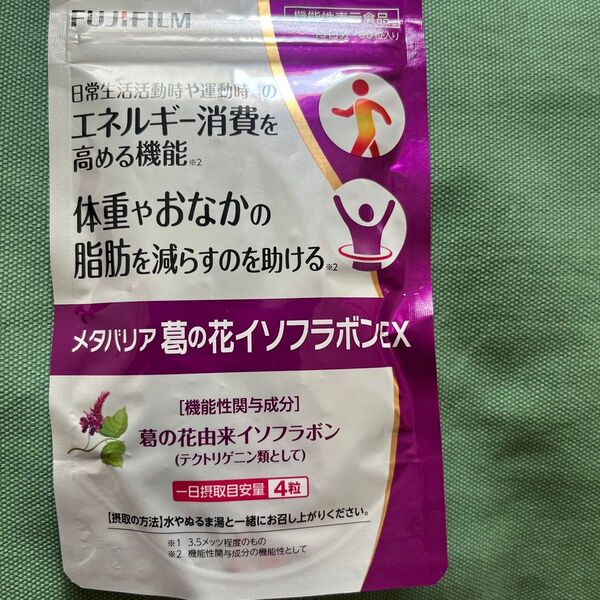 FUJIFILM
機能性表示食品
日常生活活動時や運動時※1の
エネルギー消費を
高める機能※2
体重やおなかの
脂肪を減らすのを助ける※2
メタバリア 葛の花イソフラボンEX
[機能性関与成分]
葛の花由来イソフラボン
(テクトリゲニン類として)
一日摂取目安量 4粒
【摂取の方法】水やぬるま湯と一緒にお召し上がりください。
※1 3.5メッツ程度のもの
※2 機能性関与成分の機能性として